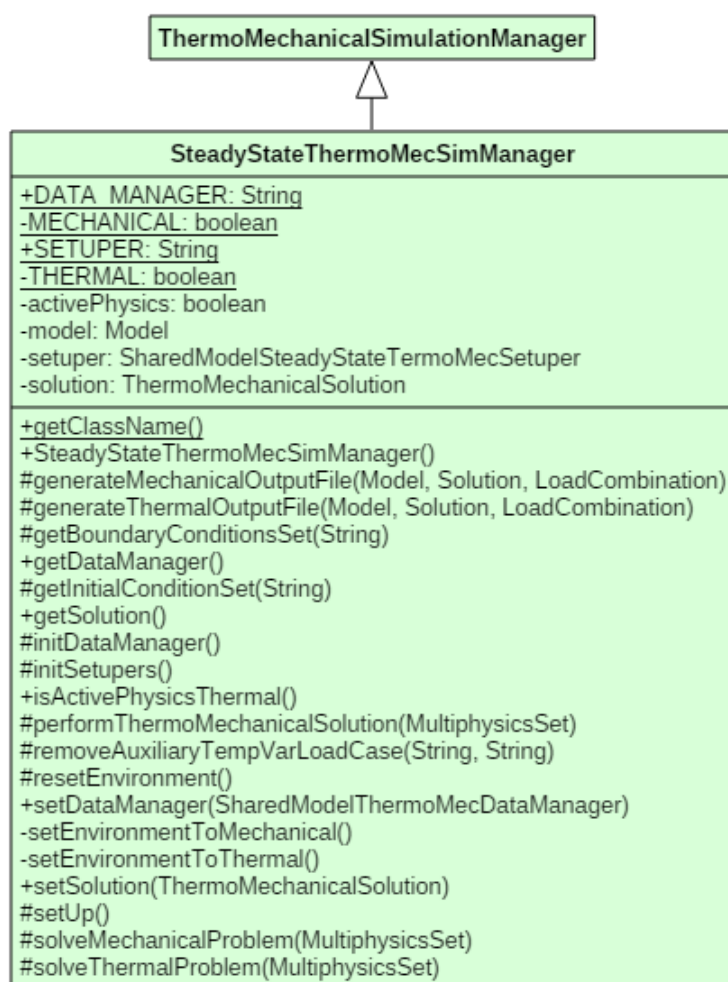 ThermoMechanicalSimulationManager
SteadyStateThermoMecSimManager
+DATA_MANAGER: String
-MECHANICAL: boolean
+SETUPER: String
-THERMAL: boolean
-activePhysics: boolean
-model: Model
-setuper: SharedModelSteadyStateTermoMecSetuper
-solution: ThermoMechanicalSolution
+getClassName()
+SteadyStateThermoMecSimManager()
#generateMechanicalOutputFile(Model, Solution, LoadCombination)
#generateThermalOutputFile(Model, Solution, LoadCombination)
#getBoundaryConditionsSet(String)
+getDataManager()
#getInitialConditionSet(String)
+getSolution()
#initDataManager()
#initSetupers()
+isActivePhysicsThermal()
#performThermoMechanicalSolution(MultiphysicsSet)
#removeAuxiliaryTempVarLoadCase(String, String)
#resetEnvironment()
+setDataManager(SharedModelThermoMecDataManager)
-setEnvironmentToMechanical()
-setEnvironmentToThermal()
+setSolution(ThermoMechanicalSolution)
#setUp()
#solveMechanicalProblem(MultiphysicsSet)
#solveThermalProblem(MultiphysicsSet)